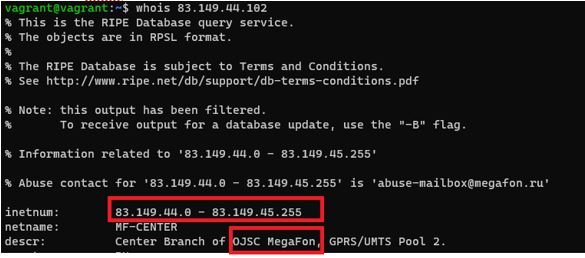 vagrant@vagrant:~$ whois 83.149.44.102
% This is the RIPE Database query service.
% The objects are in RPSL format.
%
% The RIPE Database is subject to Terms and Conditions.
% See http://www.ripe.net/db/support/db-terms-conditions.pdf
% Note: this output has been filtered.
%       To receive output for a database update, use the "-B" flag.
% Information related to '83.149.44.0 - 83.149.45.255'
% Abuse contact for '83.149.44.0 - 83.149.45.255' is 'abuse-mailbox@megafon.ru'
inetnum:        83.149.44.0 - 83.149.45.255
netname:        MF-CENTER
descr:          Center Branch of OJSC MegaFon, GPRS/UMTS Pool 2.